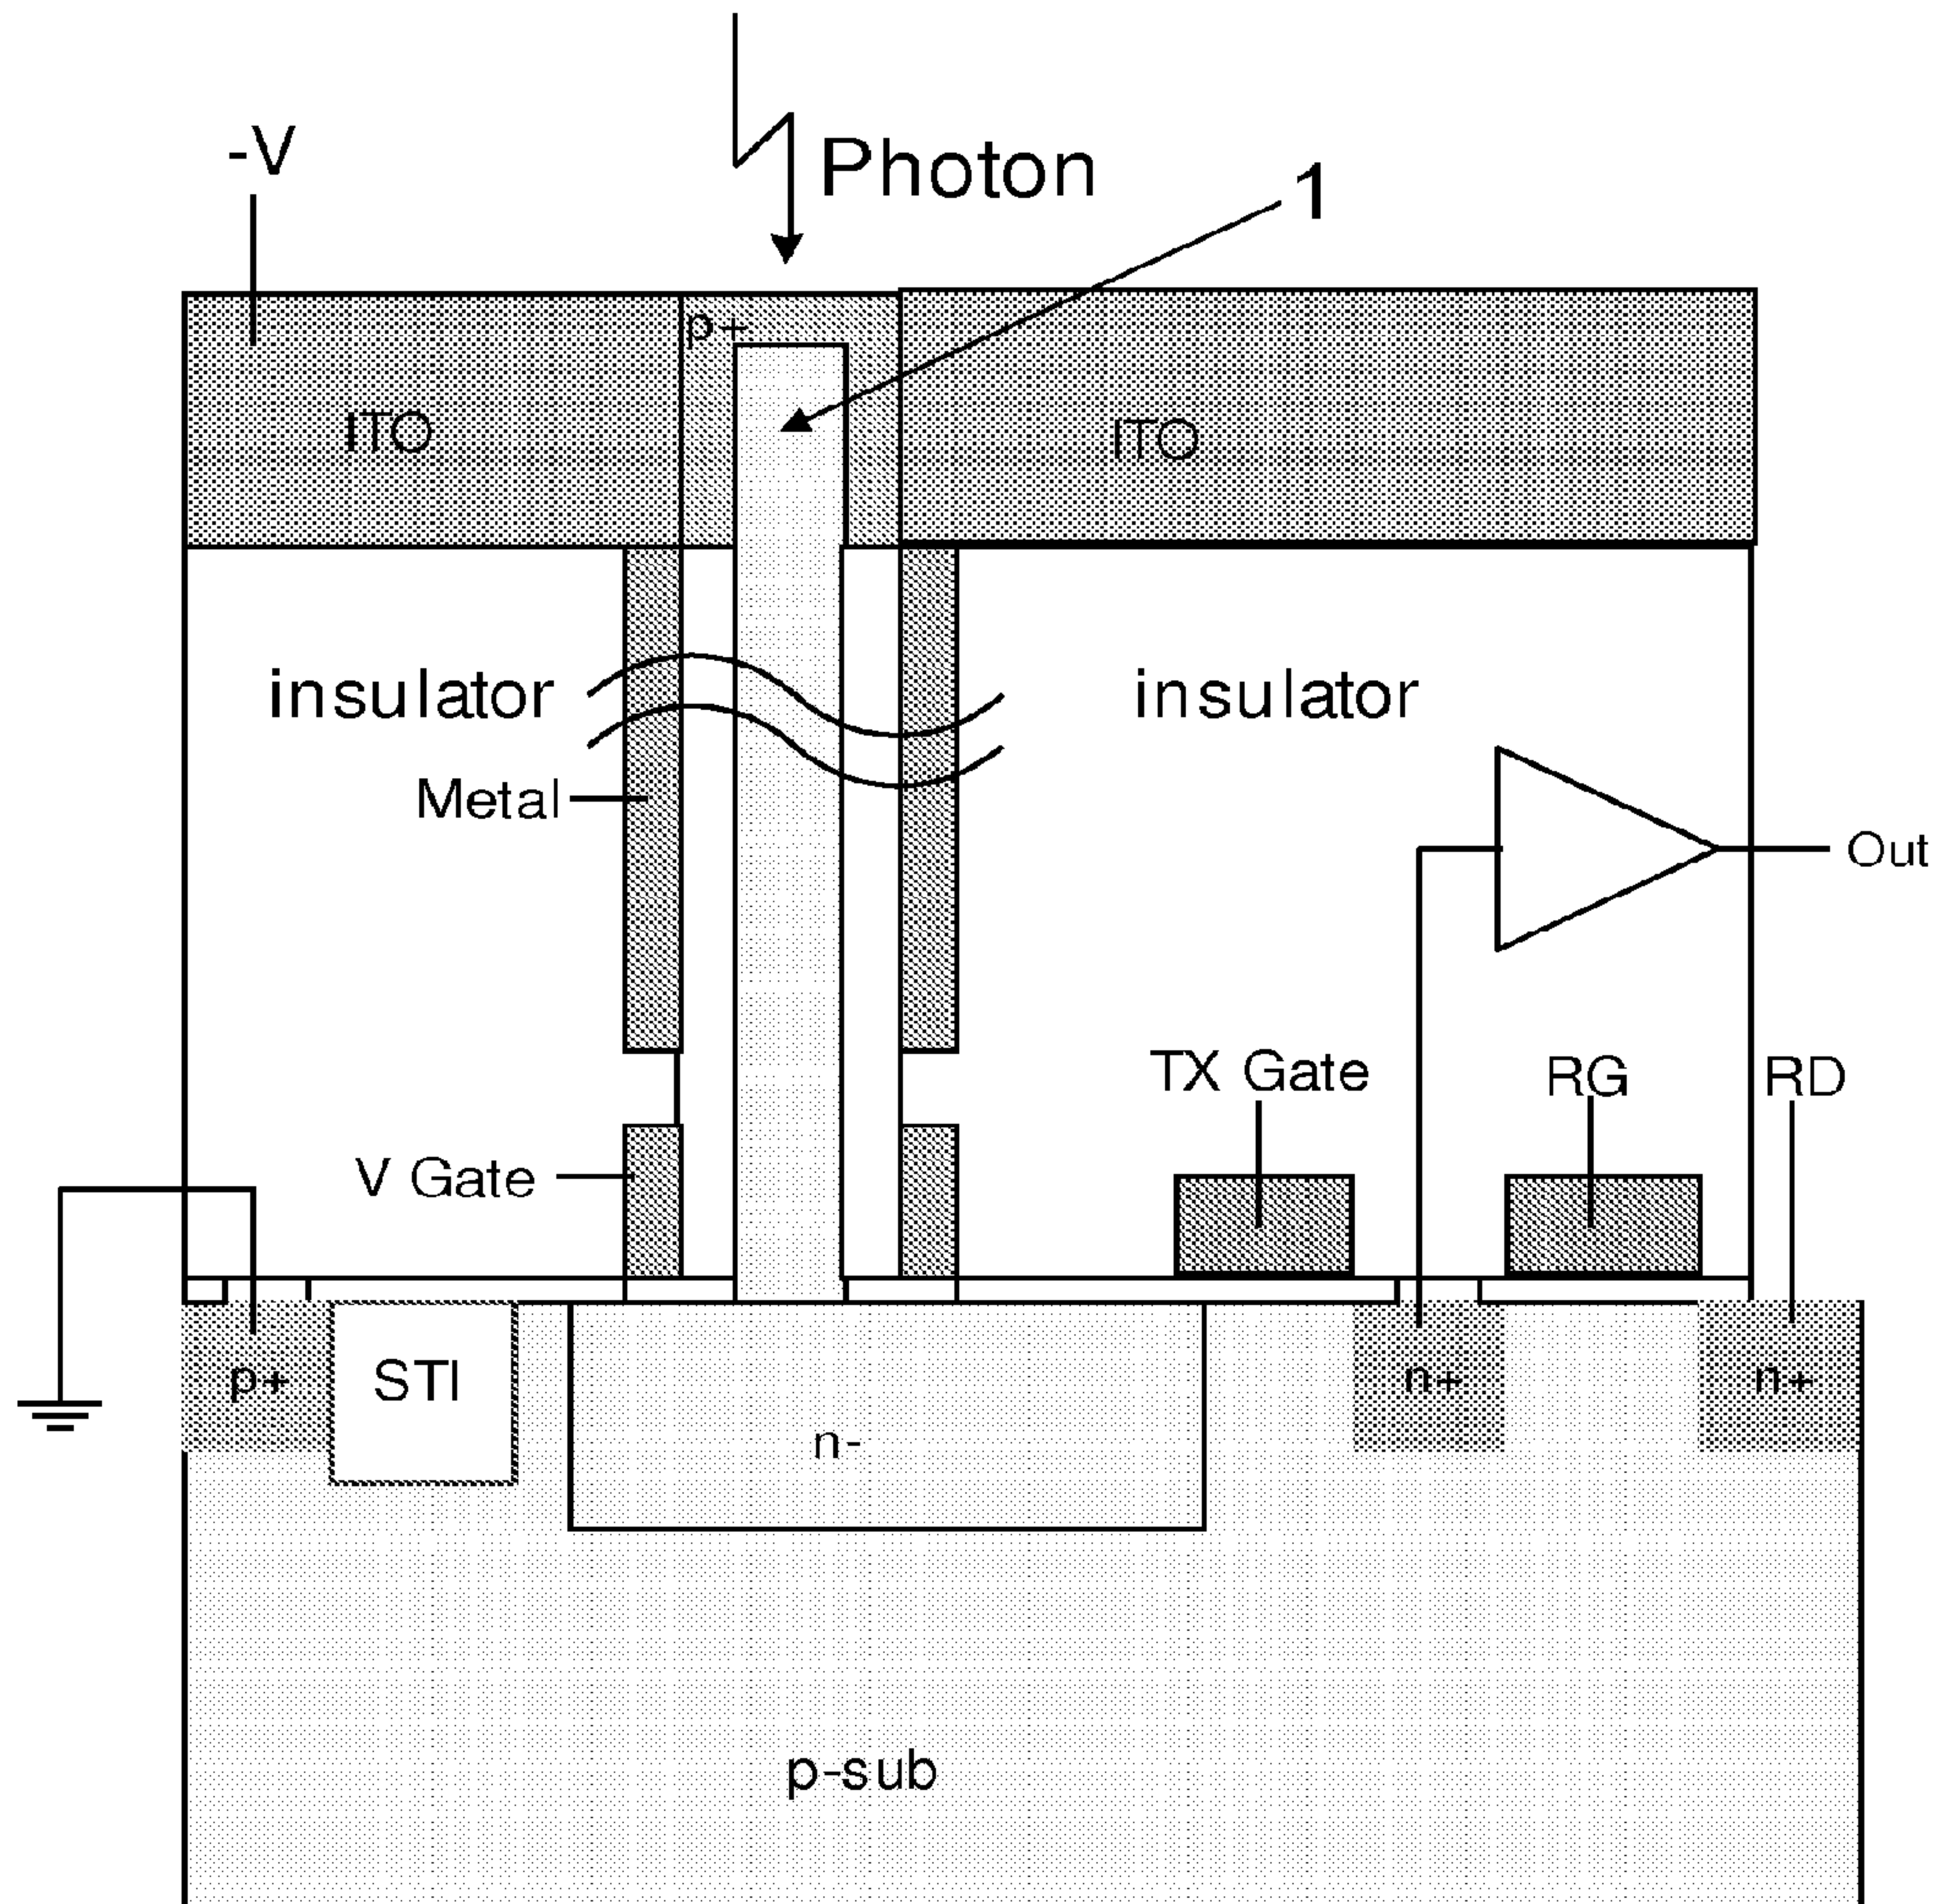 -V
Photon
1
p+
ITO
ITO
insulator
insulator
Metal
Out
TX Gate
RG
RD
V Gate
p+
STI
n+
n+
n-
p-sub